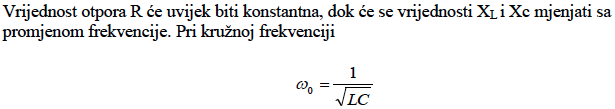 Vrijednost otpora R će uvijek biti konstantna, dok će se vrijednosti X_L i Xc mjenjati sa
promjenom frekvencije. Pri kružnoj frekvenciji
ω₀ = 1/√LC